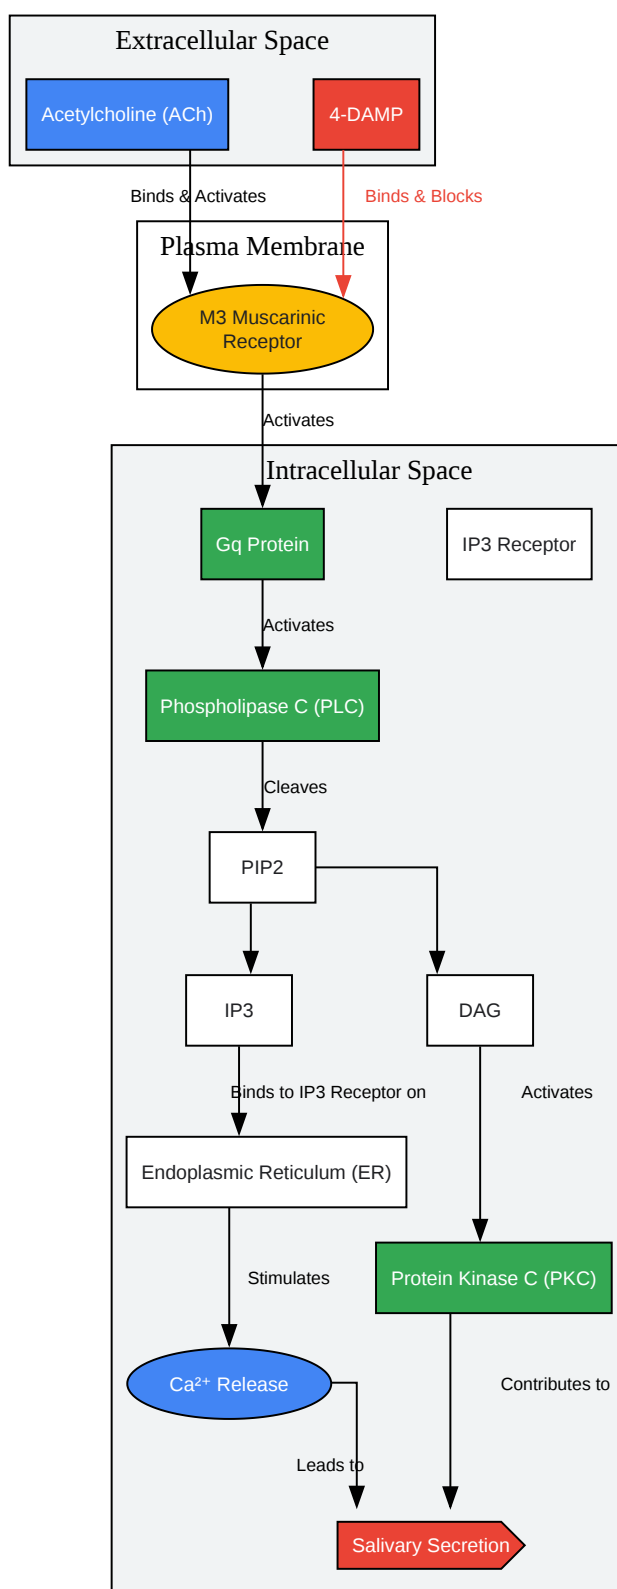 Extracellular Space
Acetylcholine (ACh)
4-DAMP
Binds & Activates
Binds & Blocks
Plasma Membrane
M3 Muscarinic
Receptor
Activates
Intracellular Space
Gq Protein
IP3 Receptor
Activates
Phospholipase C (PLC)
Cleaves
PIP2
IP3
DAG
Binds to IP3 Receptor on
Activates
Endoplasmic Reticulum (ER)
Stimulates
Protein Kinase C (PKC)
Ca²⁺ Release
Contributes to
Leads to
Salivary Secretion